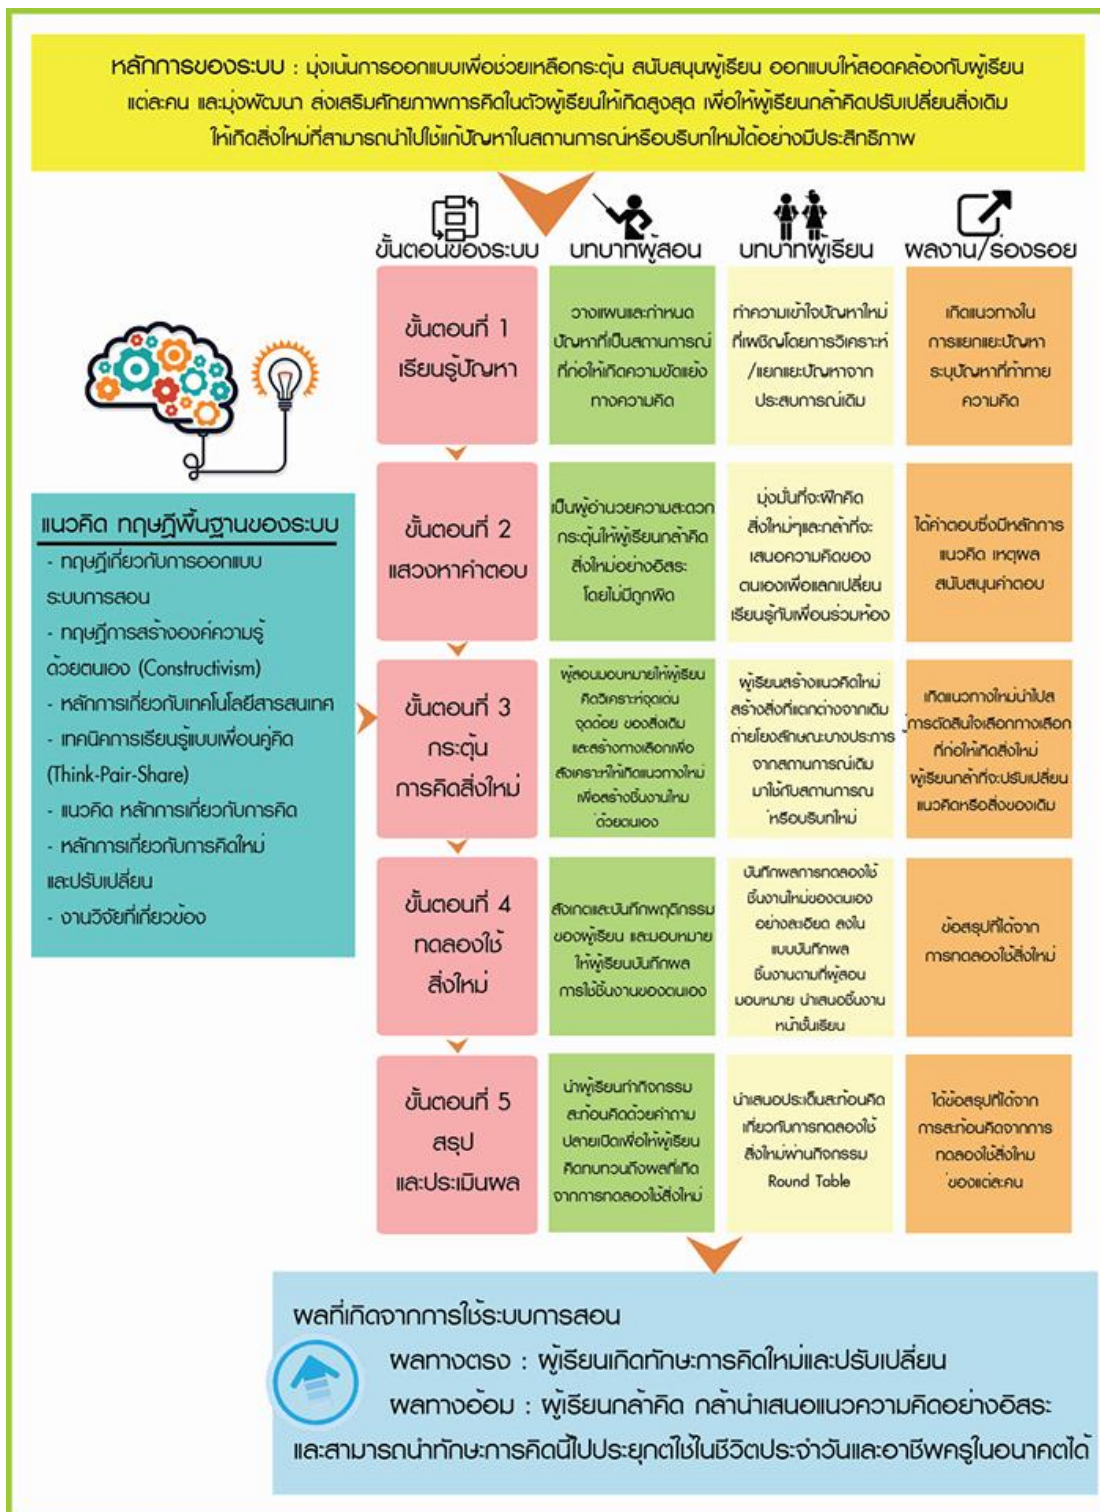 หลักการของระบบ : มุ่งเน้นการออกแบบเพื่อช่วยเหลือกระตุ้น สนับสนุนผู้เรียน ออกแบบให้สอดคล้องกับผู้เรียน
แต่ละคน และมุ่งพัฒนา ส่งเสริมศักยภาพการคิดในตัวผู้เรียนให้เกิดสูงสุด เพื่อให้ผู้เรียนกล้าคิดปรับเปลี่ยนสิ่งเดิม
ให้เกิดสิ่งใหม่ที่สามารถนำไปใช้แก้ปัญหาในสถานการณ์หรือบริบทใหม่ได้อย่างมีประสิทธิภาพ
ขั้นตอนของระบบ
บทบาทผู้สอน
บทบาทผู้เรียน
ผลงาน/ร่องรอย
ขั้นตอนที่ 1
เรียนรู้ปัญหา
วางแผนและกำหนด
ปัญหาที่เป็นสถานการณ์
ที่ก่อให้เกิดความขัดแย้ง
ทางความคิด
ทำความเข้าใจปัญหาใหม่
ที่เผชิญโดยการวิเคราะห์
/แยกแยะปัญหาจาก
ประสบการณ์เดิม
เกิดแนวทางใน
การแยกแยะปัญหา
ระบุปัญหาที่ท้าทาย
ความคิด
แนวคิด ทฤษฎีพื้นฐานของระบบ
- ทฤษฎีเกี่ยวกับการออกแบบ
ระบบการสอน
- ทฤษฎีการสร้างองค์ความรู้
ด้วยตนเอง (Constructivism)
- หลักการเกี่ยวกับเทคโนโลยีสารสนเทศ
- เทคนิคการเรียนรู้แบบเพื่อนคู่คิด
(Think-Pair-Share)
- แนวคิด หลักการเกี่ยวกับการคิด
- หลักการเกี่ยวกับการคิดใหม่
และปรับเปลี่ยน
- งานวิจัยที่เกี่ยวข้อง
ขั้นตอนที่ 2
แสวงหาคำตอบ
เป็นผู้อำนวยความสะดวก
กระตุ้นให้ผู้เรียนกล้าคิด
สิ่งใหม่อย่างอิสระ
โดยไม่มีถูกผิด
มุ่งมั่นที่จะฝึกคิด
สิ่งใหม่ๆและกล้าที่จะ
เสนอความคิดของ
ตนเองเพื่อแลกเปลี่ยน
เรียนรู้กับเพื่อนร่วมห้อง
ได้คำตอบซึ่งมีหลักการ
แนวคิด เหตุผล
สนับสนุนคำตอบ
ขั้นตอนที่ 3
กระตุ้น
การคิดสิ่งใหม่
ผู้สอนมอบหมายให้ผู้เรียน
คิดวิเคราะห์จุดเด่น
จุดด้อย ของสิ่งเดิม
และสร้างทางเลือกเพื่อ
สังเคราะห์ให้เกิดแนวทางใหม่
เพื่อสร้างชิ้นงานใหม่
ด้วยตนเอง
ผู้เรียนสร้างแนวคิดใหม่
สร้างสิ่งที่แตกต่างจากเดิม
ถ่ายโยงลักษณะบางประการ
จากสถานการณ์เดิม
มาใช้กับสถานการณ์
หรือบริบทใหม่
เกิดแนวทางใหม่นำไปสู่
การตัดสินใจเลือกทางเลือก
ที่ก่อให้เกิดสิ่งใหม่
ผู้เรียนกล้าที่จะปรับเปลี่ยน
แนวคิดหรือสิ่งของเดิม
ขั้นตอนที่ 4
ทดลองใช้
สิ่งใหม่
สังเกตและบันทึกพฤติกรรม
ของผู้เรียน และมอบหมาย
ให้ผู้เรียนบันทึกผล
การใช้ชิ้นงานของตนเอง
บันทึกผลการทดลองใช้
ชิ้นงานใหม่ของตนเอง
อย่างละเอียด ลงใน
แบบบันทึกผล
ชิ้นงานตามที่ผู้สอน
มอบหมาย นำเสนอชิ้นงาน
หน้าชั้นเรียน
ข้อสรุปที่ได้จาก
การทดลองใช้สิ่งใหม่
ขั้นตอนที่ 5
สรุป
และประเมินผล
นำผู้เรียนทำกิจกรรม
สะท้อนคิดด้วยคำถาม
ปลายเปิดเพื่อให้ผู้เรียน
คิดทบทวนถึงผลที่เกิด
จากการทดลองใช้สิ่งใหม่
นำเสนอประเด็นสะท้อนคิด
เกี่ยวกับการทดลองใช้
สิ่งใหม่ผ่านกิจกรรม
Round Table
ได้ข้อสรุปที่ได้จาก
การสะท้อนคิดจากการ
ทดลองใช้สิ่งใหม่
ของแต่ละคน
ผลที่เกิดจากการใช้ระบบการสอน
ผลทางตรง : ผู้เรียนเกิดทักษะการคิดใหม่และปรับเปลี่ยน
ผลทางอ้อม : ผู้เรียนกล้าคิด กล้านำเสนอแนวความคิดอย่างอิสระ
และสามารถนำทักษะการคิดนี้ไปประยุกต์ใช้ในชีวิตประจำวันและอาชีพครูในอนาคตได้